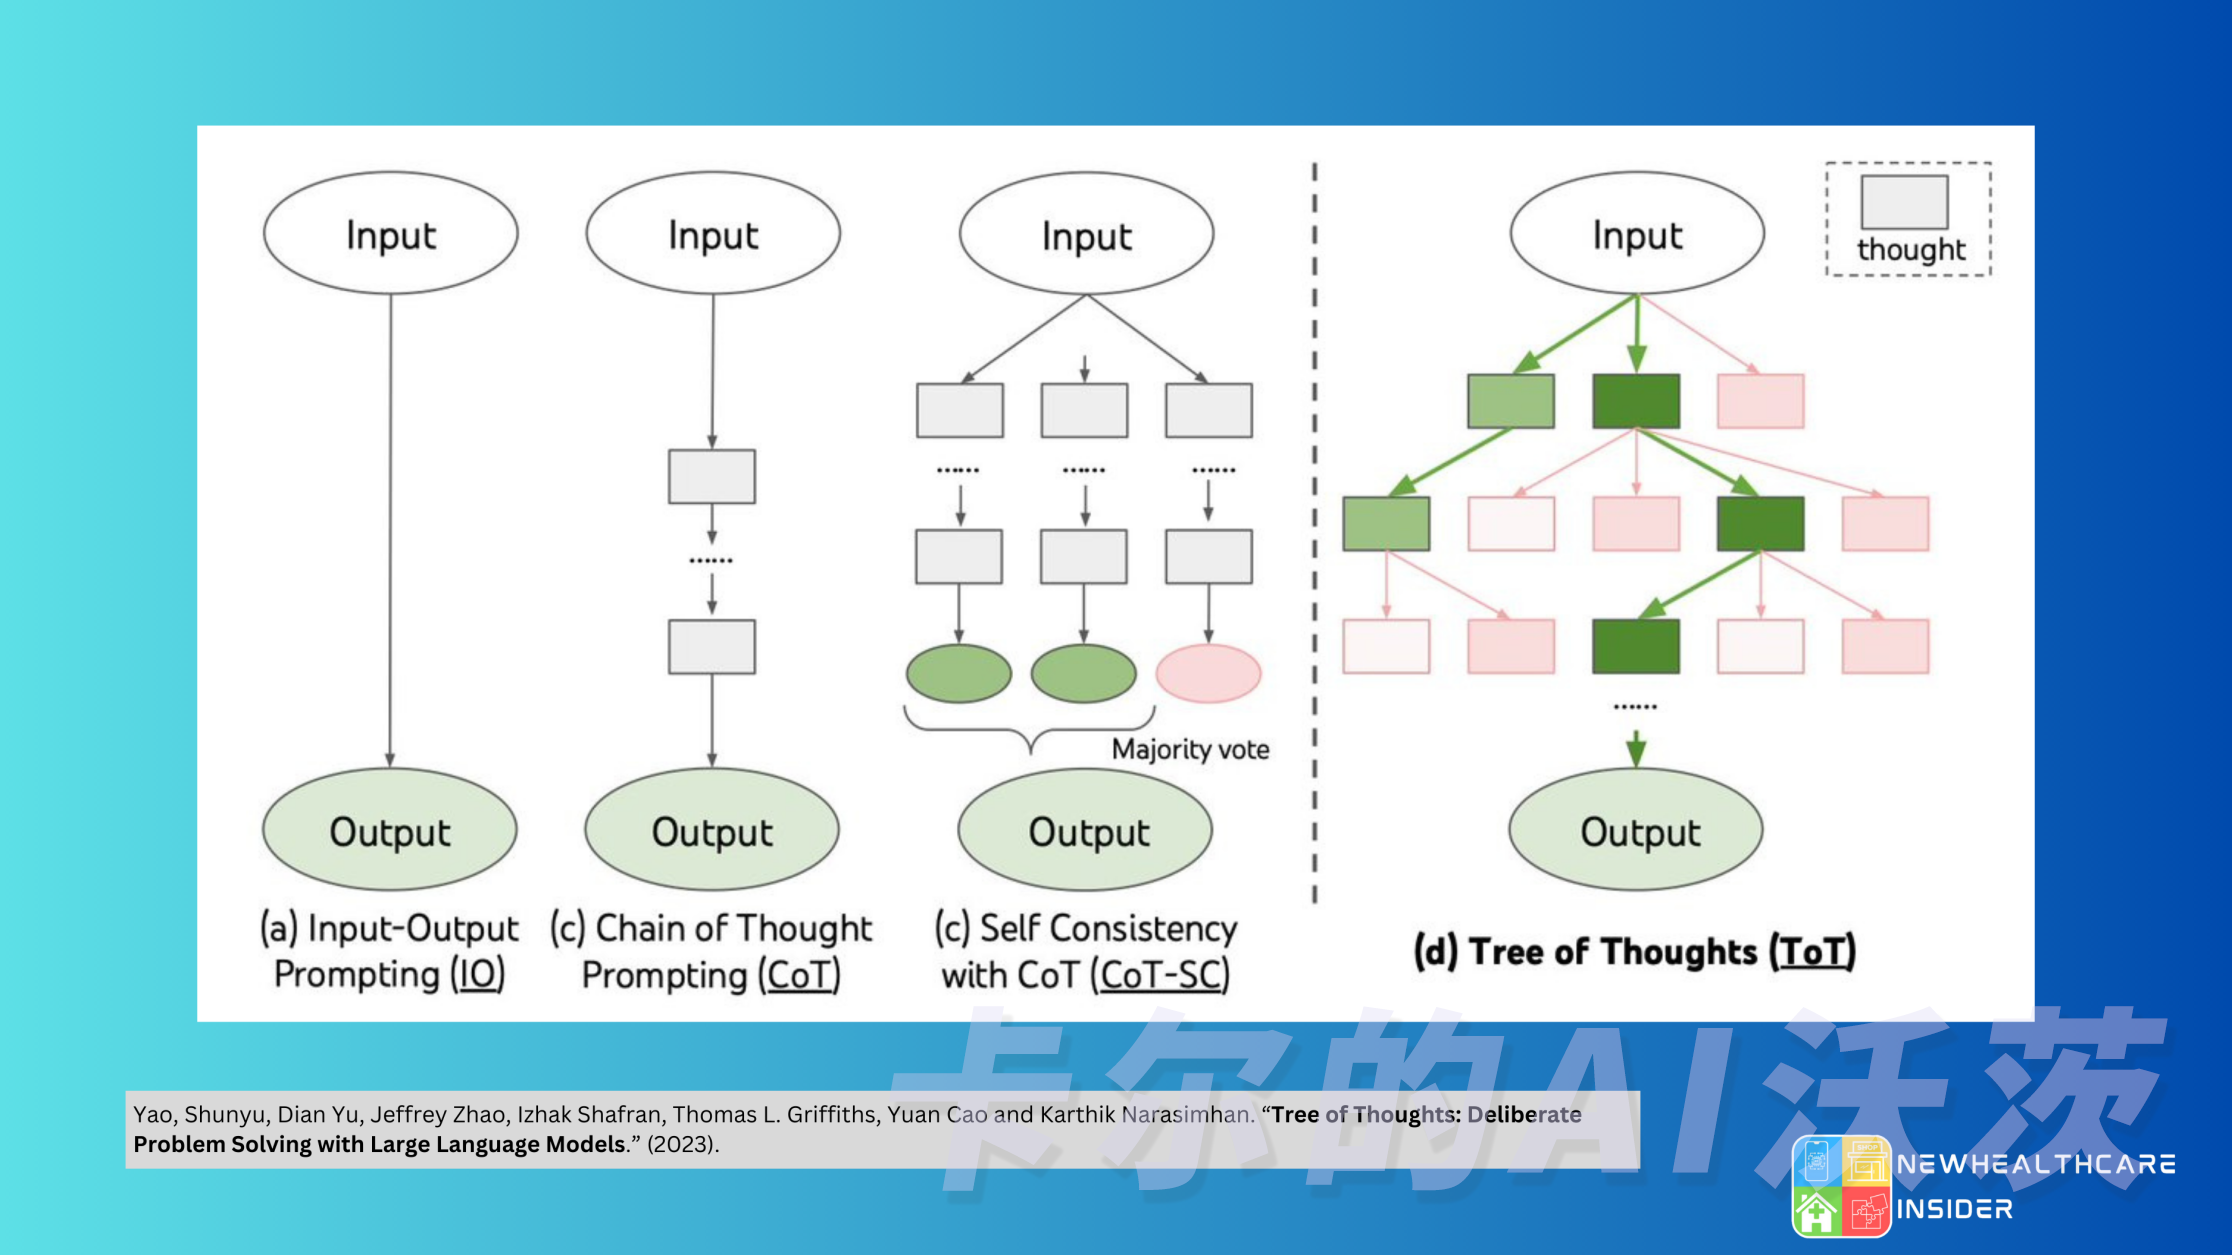 Input
Input
Input
Input
thought
......
......
......
......
......
Majority vote
Output
Output
Output
Output
(a) Input-Output
Prompting (IO)
(c) Chain of Thought
Prompting (CoT)
(c) Self Consistency
with CoT (CoT-SC)
(d) Tree of Thoughts (ToT)
卡尔的AI沃茨
Yao, Shunyu, Dian Yu, Jeffrey Zhao, Izhak Shafran, Thomas L. Griffiths, Yuan Cao and Karthik Narasimhan. “Tree of Thoughts: Deliberate
Problem Solving with Large Language Models.” (2023).
SHOP
NEWHEALTHCARE
INSIDER